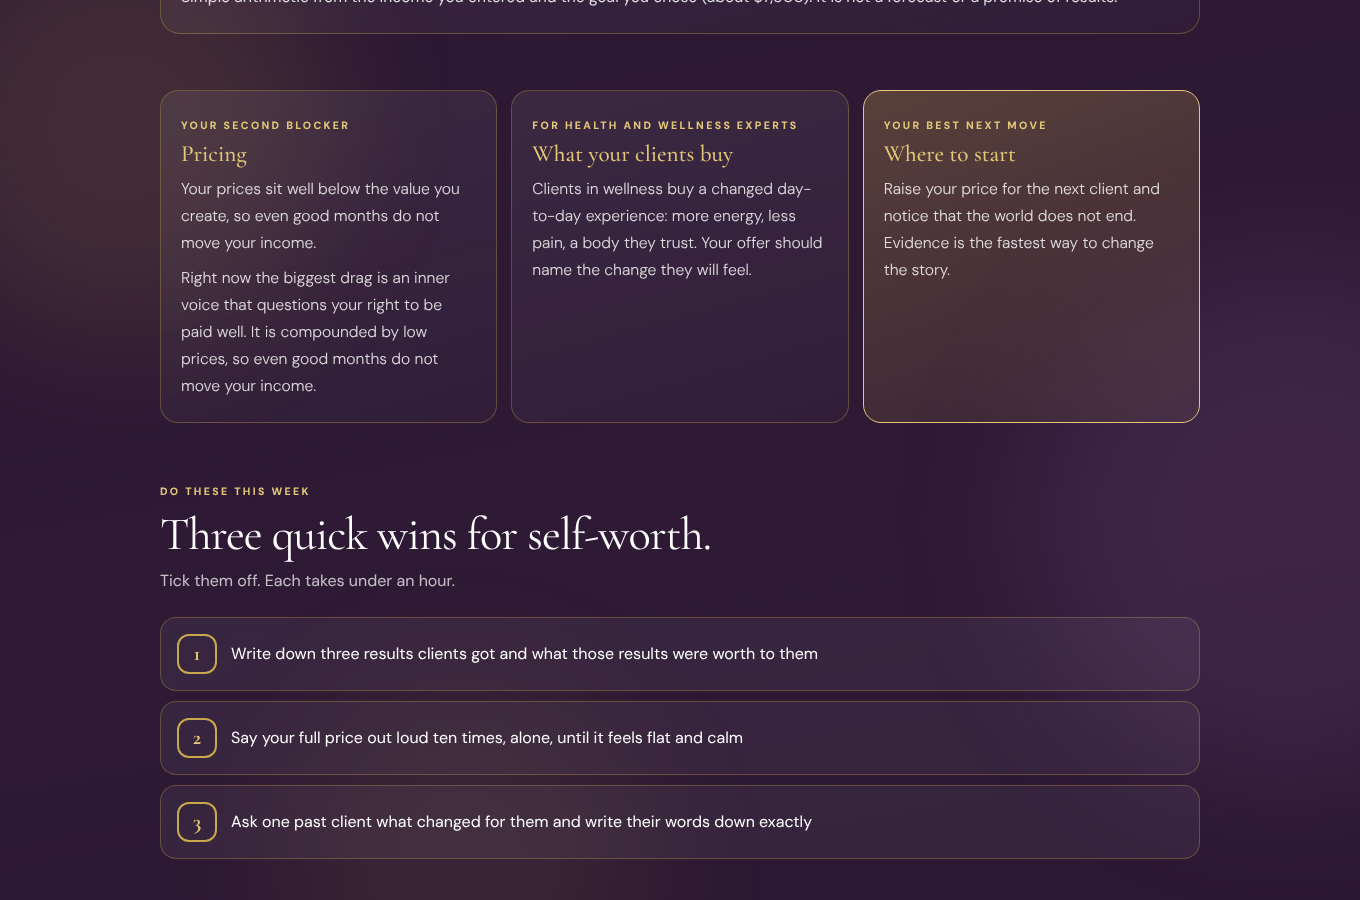 YOUR SECOND BLOCKER
Pricing
Your prices sit well below the value you
create, so even good months do not
move your income.
Right now the biggest drag is an inner
voice that questions your right to be
paid well. It is compounded by low
prices, so even good months do not
move your income.
FOR HEALTH AND WELLNESS EXPERTS
What your clients buy
Clients in wellness buy a changed day-
to-day experience: more energy, less
pain, a body they trust. Your offer should
name the change they will feel.
YOUR BEST NEXT MOVE
Where to start
Raise your price for the next client and
notice that the world does not end.
Evidence is the fastest way to change
the story.
DO THESE THIS WEEK
Three quick wins for self-worth.
Tick them off. Each takes under an hour.
1 Write down three results clients got and what those results were worth to them
2 Say your full price out loud ten times, alone, until it feels flat and calm
3 Ask one past client what changed for them and write their words down exactly